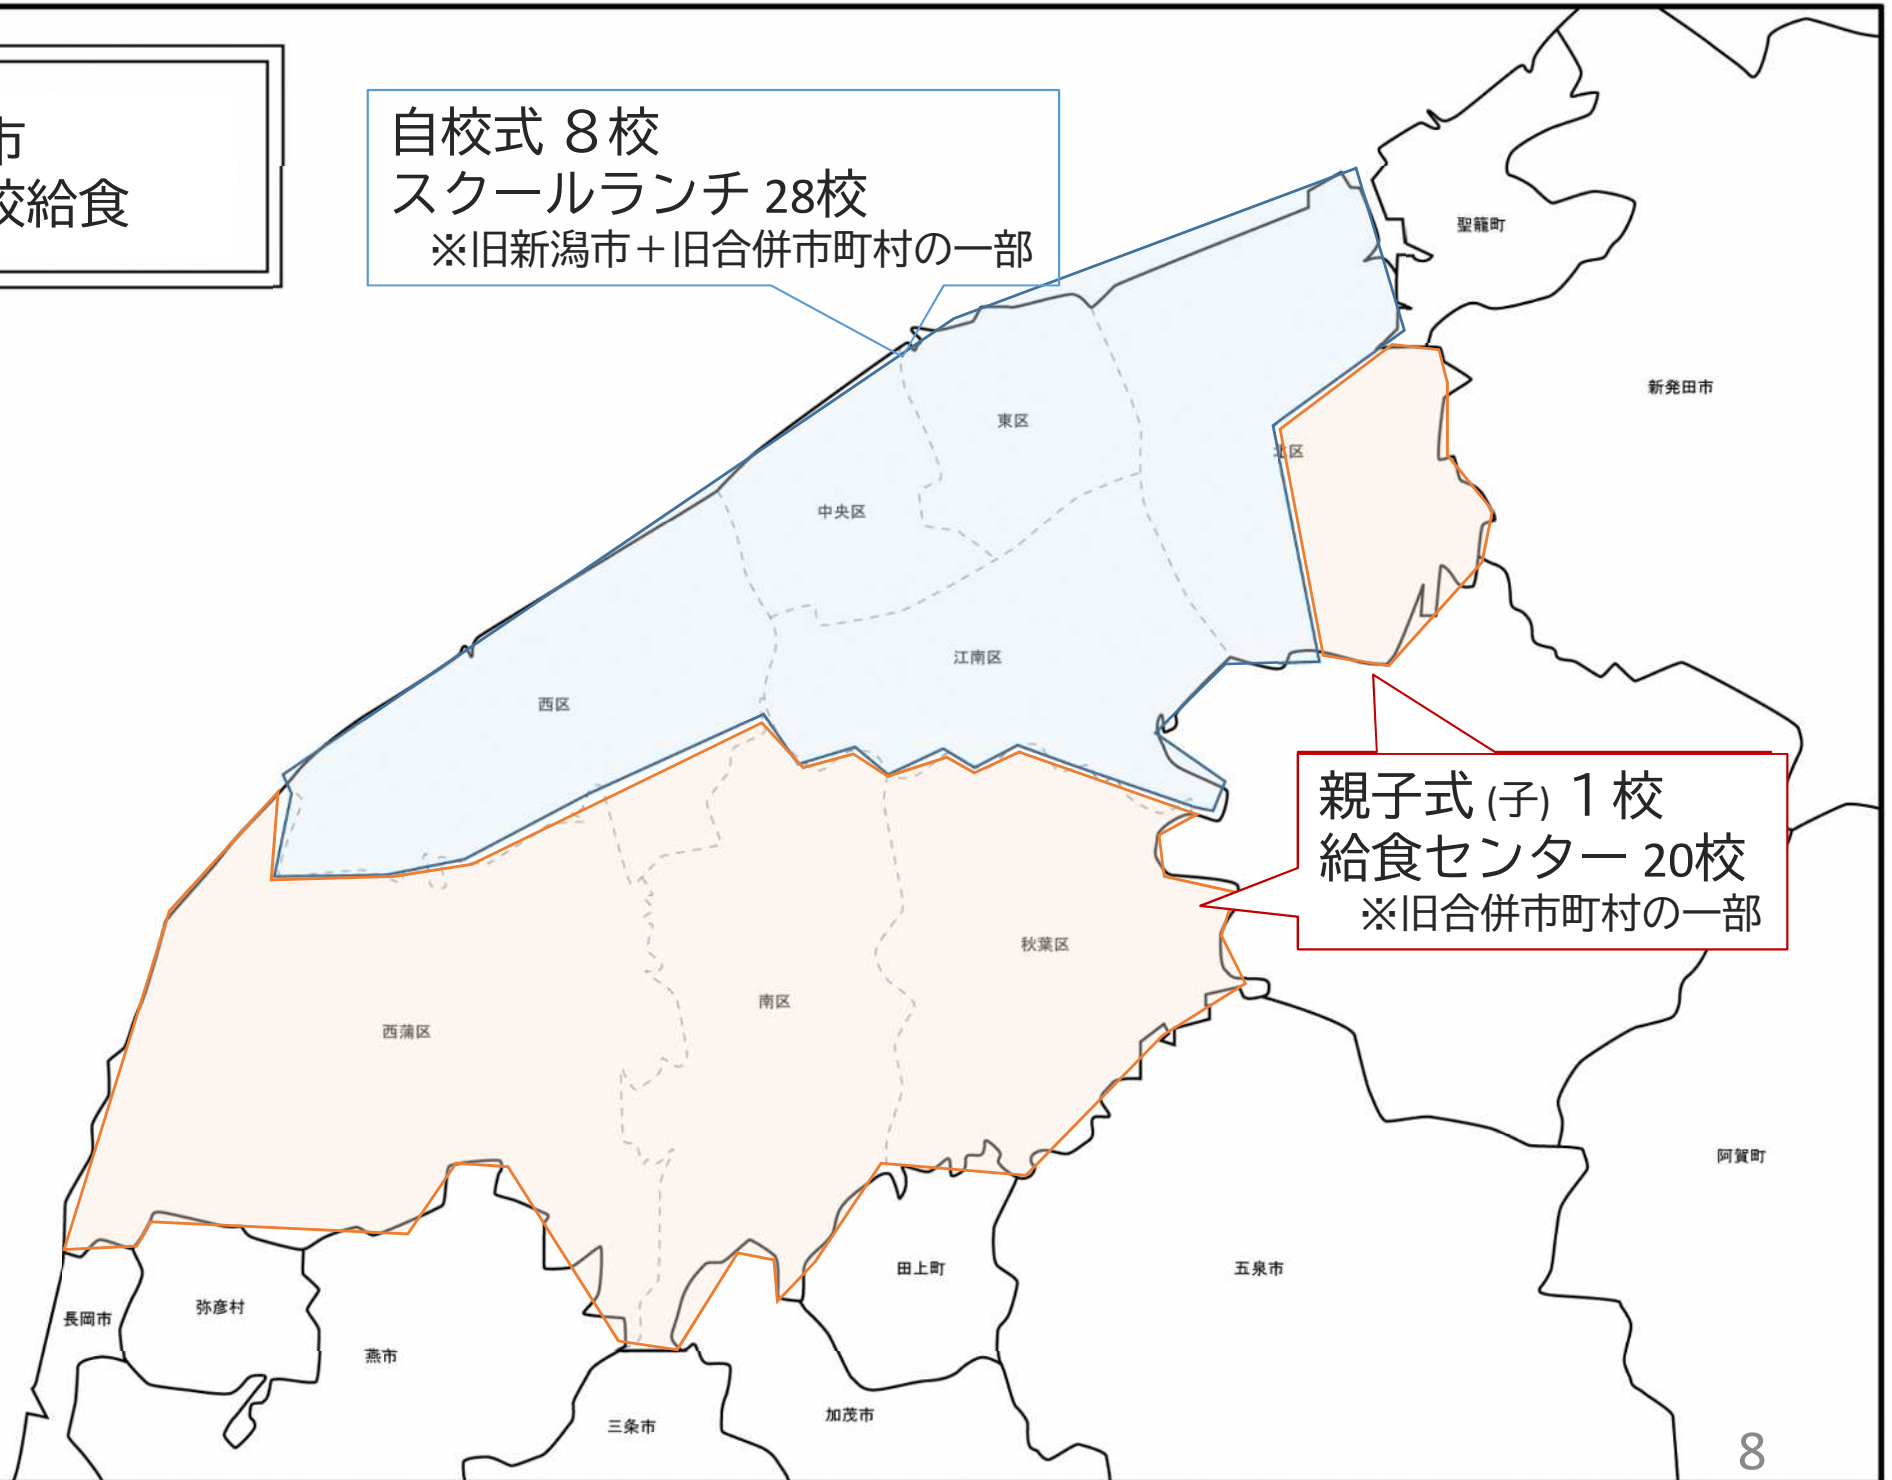 市
校給食
自校式 ８校
スクールランチ 28校
※旧新潟市＋旧合併市町村の一部
聖籠町
新発田市
東区
北区
中央区
江南区
西区
親子式 (子) １校
給食センター 20校
※旧合併市町村の一部
秋葉区
南区
西蒲区
阿賀町
田上町
五泉市
弥彦村
長岡市
燕市
加茂市
三条市
8